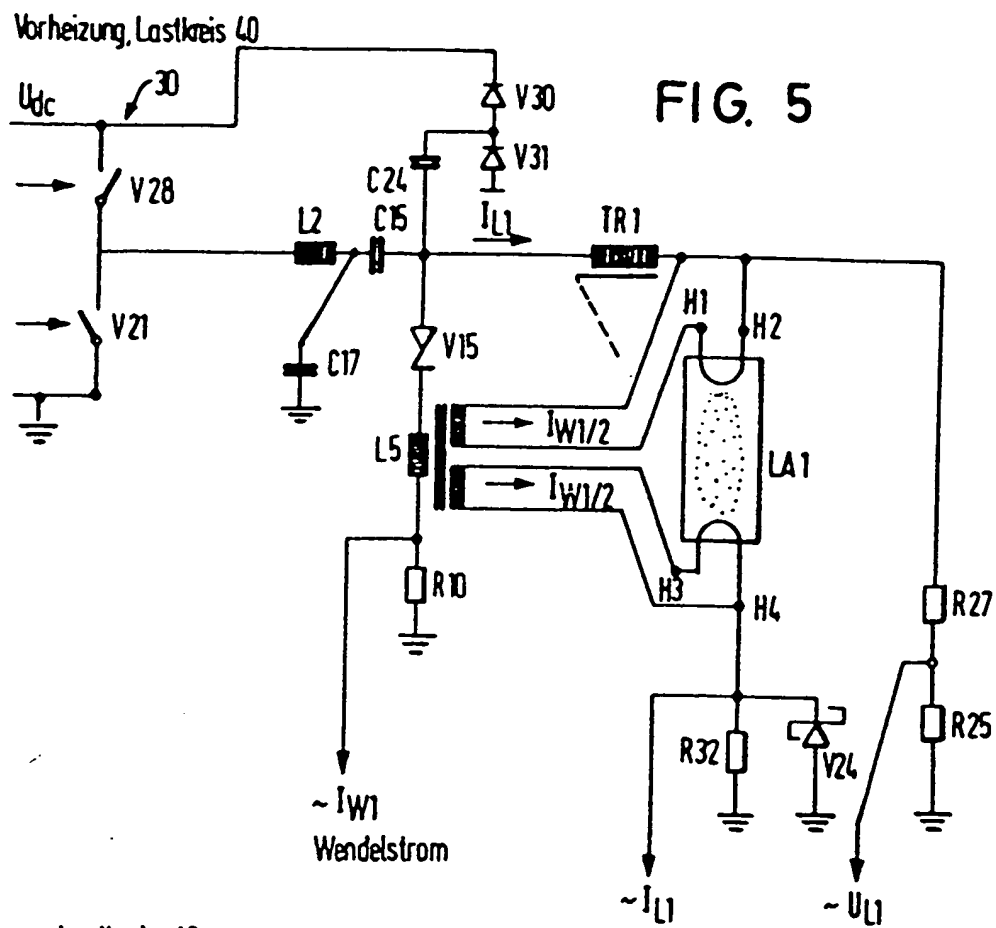 Vorheizung, Lastkreis 40
30
Udc
FIG. 5
V30
V31
V28
C24
L2
C15
IL1
TR1
H1
H2
V21
V15
C17
L5
IW1/2
IW1/2
LA1
R10
H3
H4
R27
R25
R32
V24
~ IW1
Wendelstrom
~ IL1
~ UL1